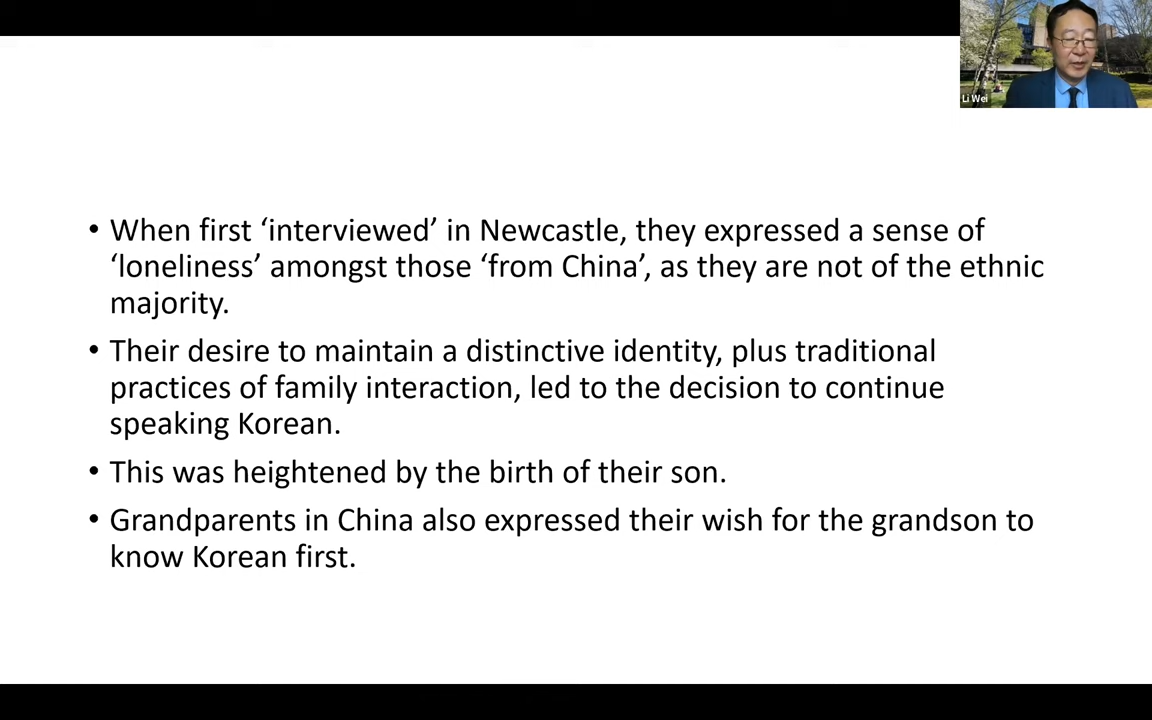 Li Wei
• When first ‘interviewed’ in Newcastle, they expressed a sense of
‘loneliness’ amongst those ‘from China’, as they are not of the ethnic
majority.
• Their desire to maintain a distinctive identity, plus traditional
practices of family interaction, led to the decision to continue
speaking Korean.
• This was heightened by the birth of their son.
• Grandparents in China also expressed their wish for the grandson to
know Korean first.